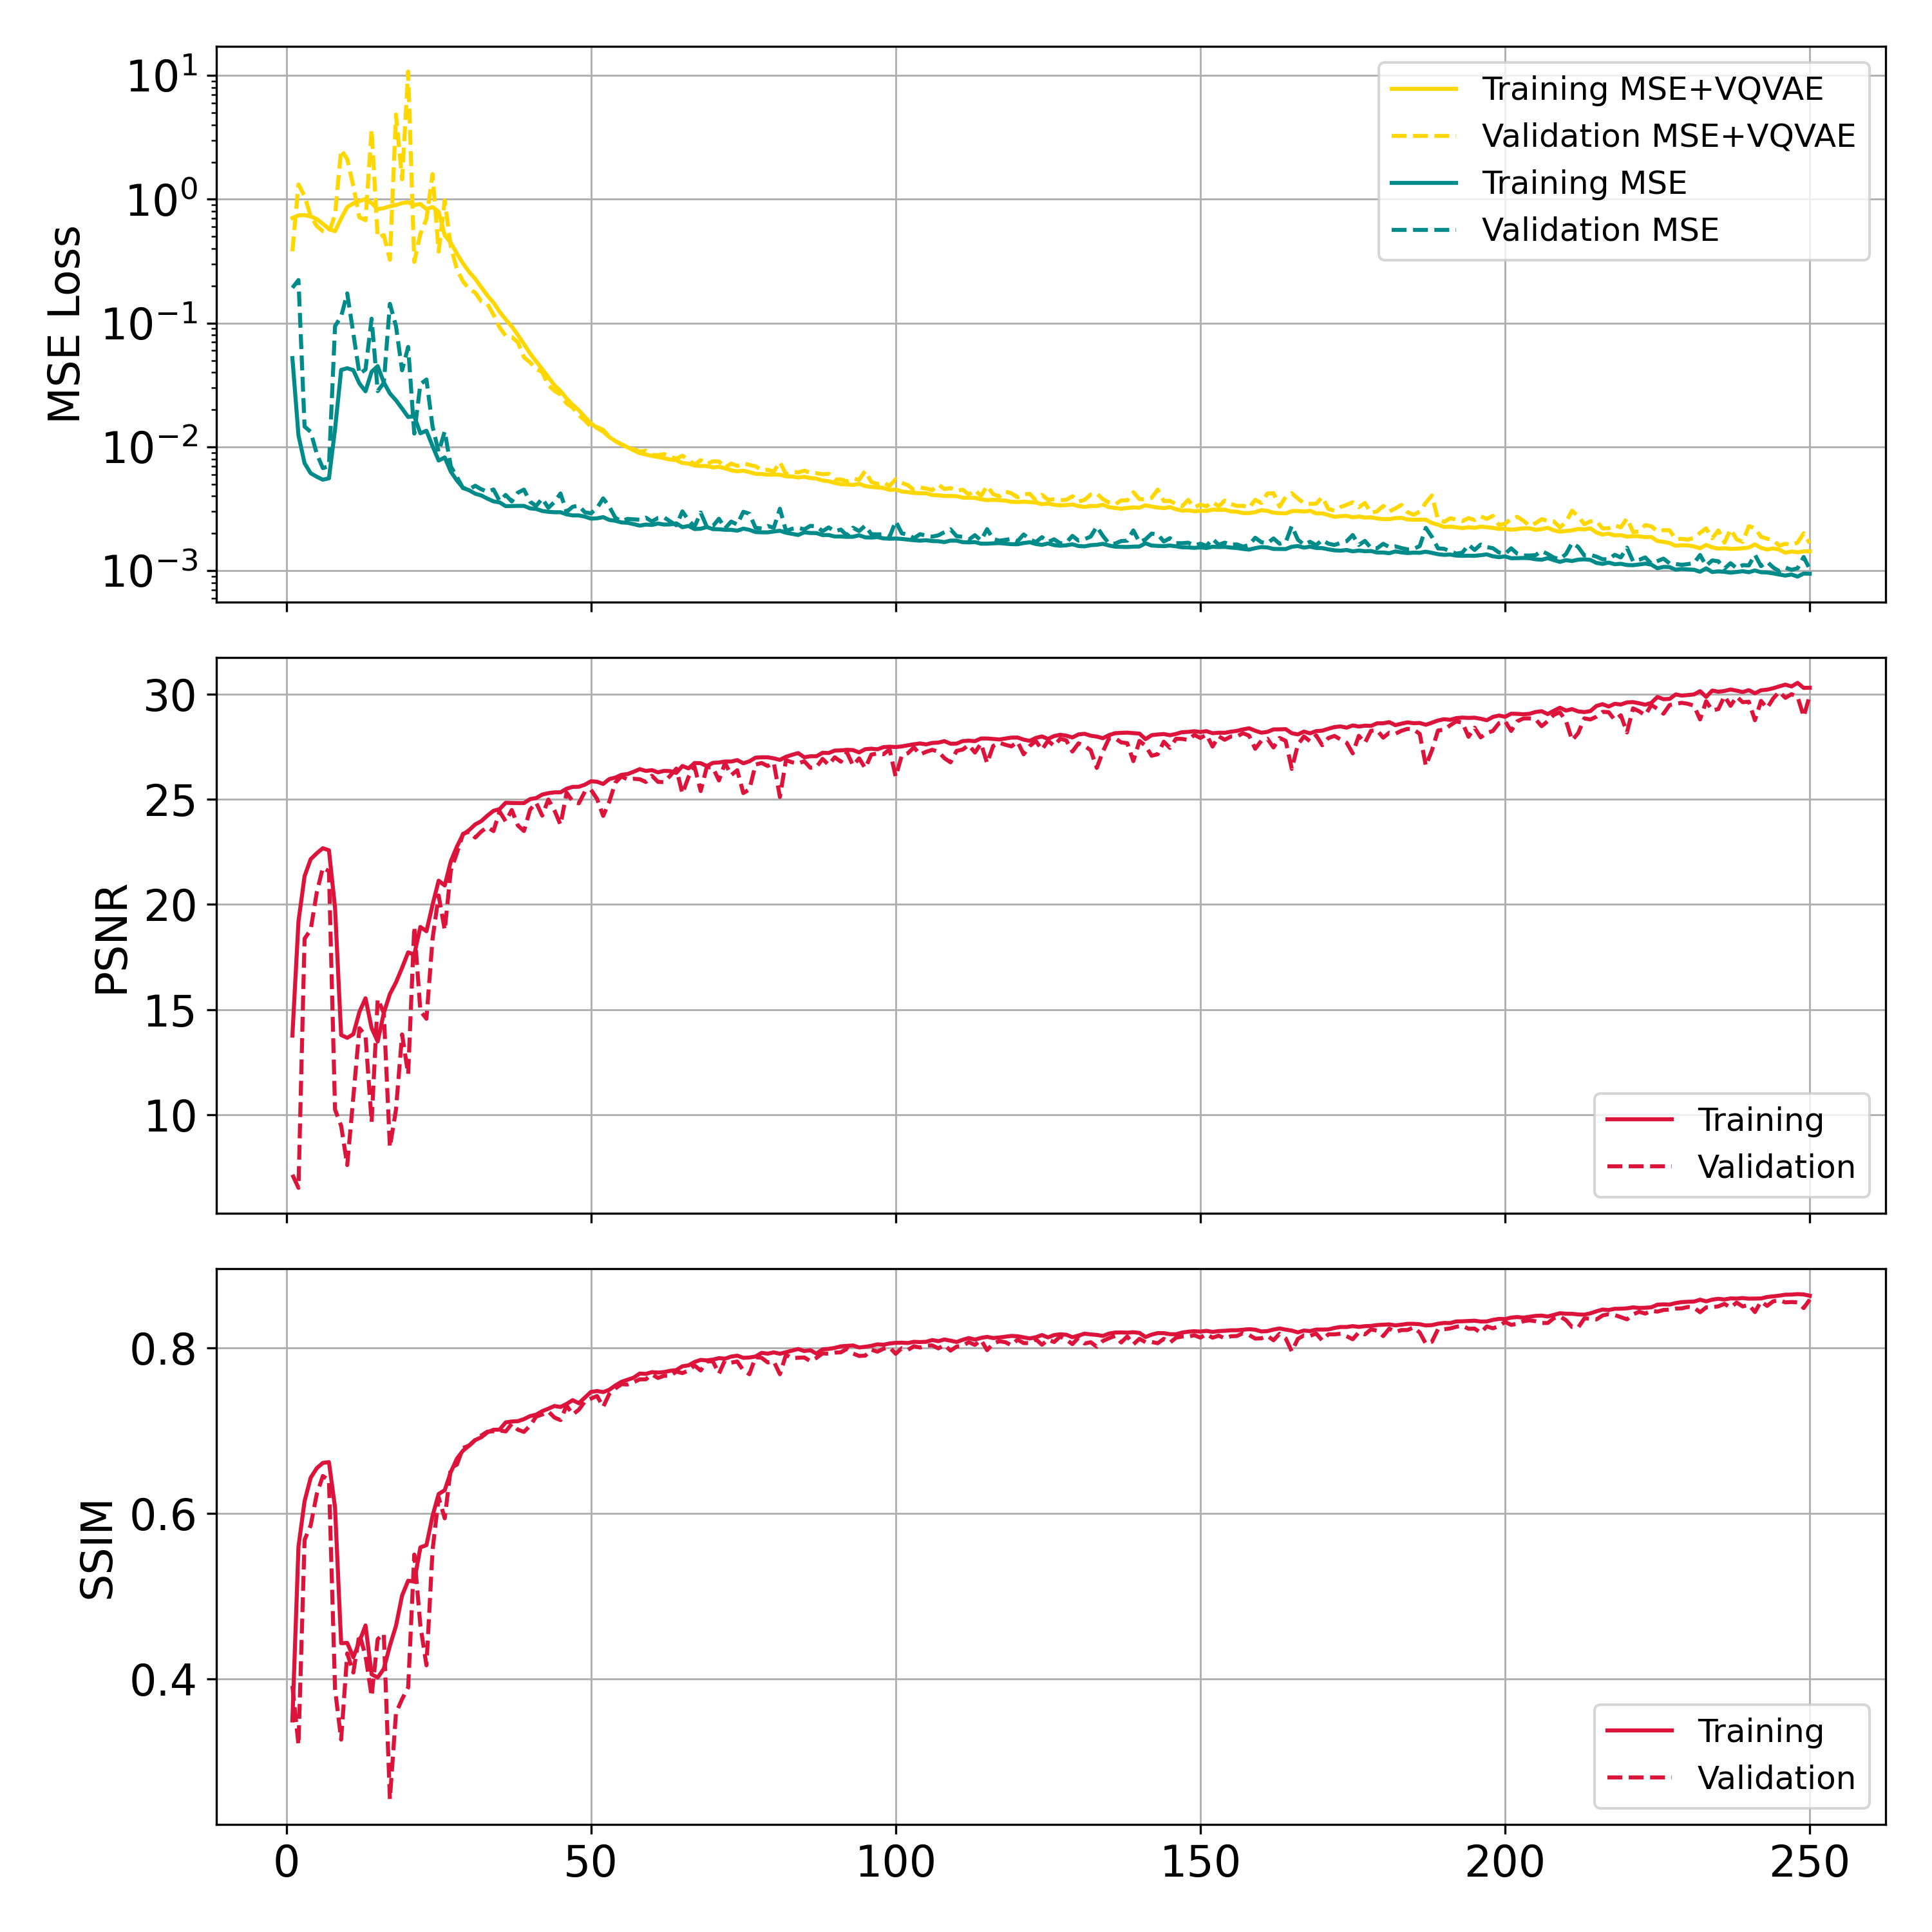 MSE Loss
10¹
10⁰
10⁻¹
10⁻²
10⁻³
Training MSE+VQVAE
Validation MSE+VQVAE
Training MSE
Validation MSE
PSNR
30
25
20
15
10
Training
Validation
SSIM
0.8
0.6
0.4
Training
Validation
0 50 100 150 200 250